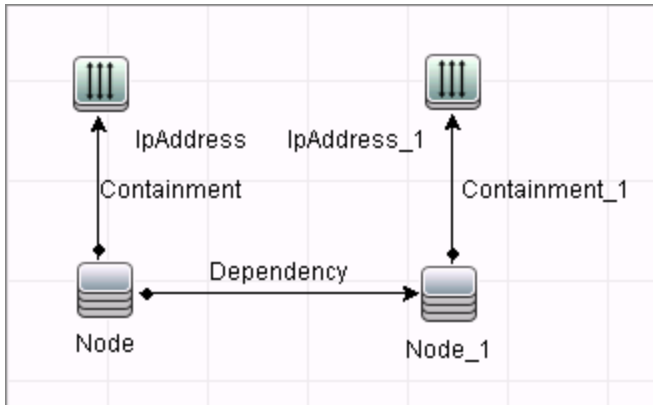 IpAddress
IpAddress_1
Containment
Containment_1
Dependency
Node
Node_1